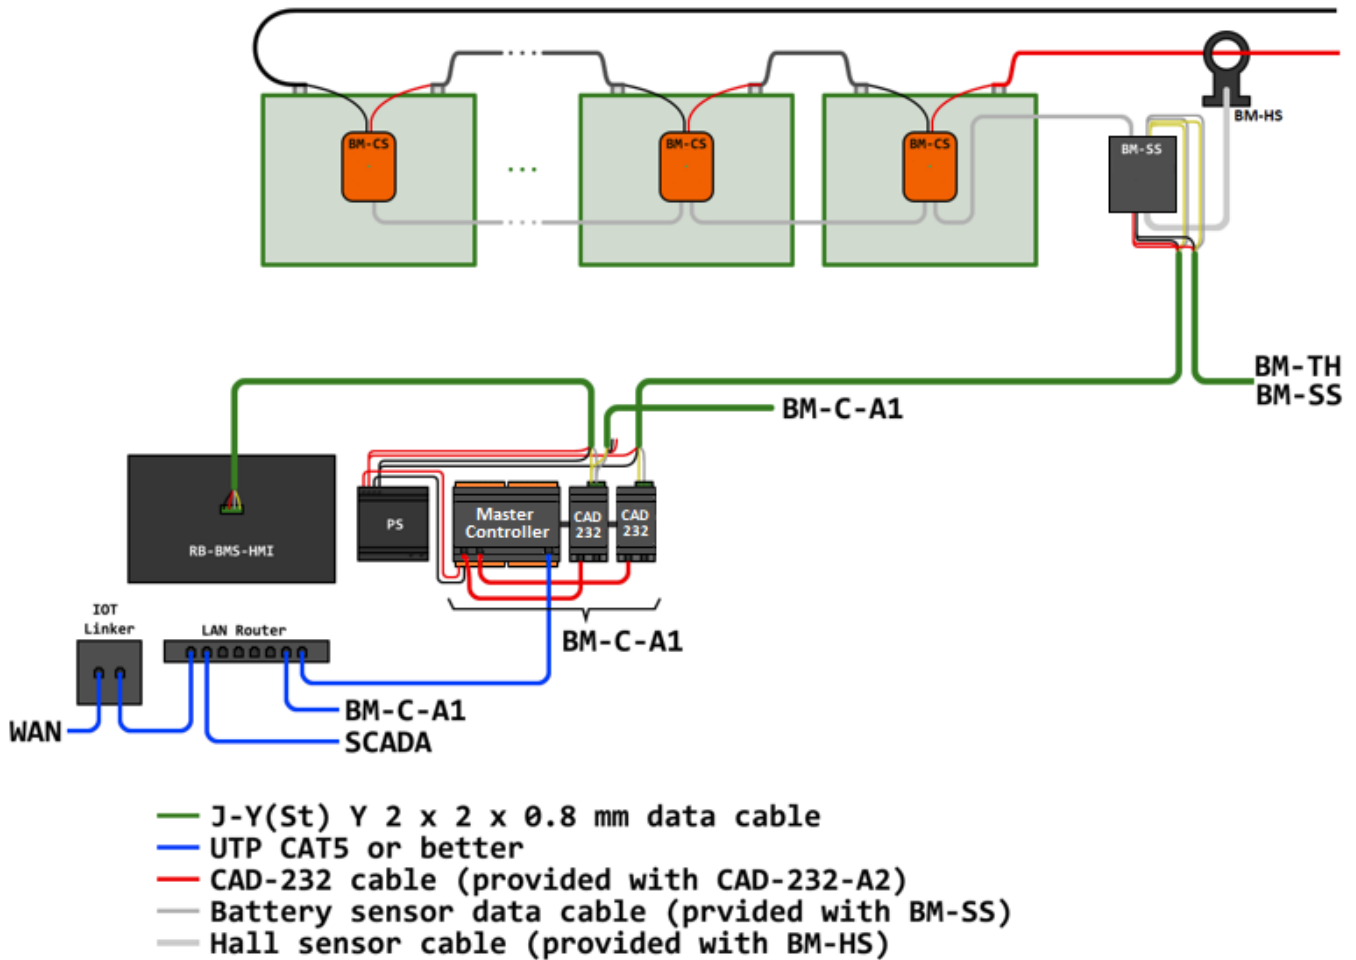 BM-HS
BM-CS
BM-CS
BM-CS
BM-SS
BM-TH
BM-SS
BM-C-A1
PS
Master
Controller
CAD
232
CAD
232
RB-BMS-HMI
IOT
Linker
LAN Router
BM-C-A1
BM-C-A1
WAN
SCADA
J-Y(St) Y 2 x 2 x 0.8 mm data cable
UTP CAT5 or better
CAD-232 cable (provided with CAD-232-A2)
Battery sensor data cable (prvided with BM-SS)
Hall sensor cable (provided with BM-HS)